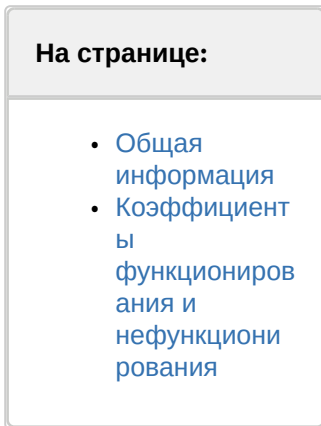 На странице:
• Общая
информация
• Коэффициент
ы
функциониров
ания и
нефункциони
рования